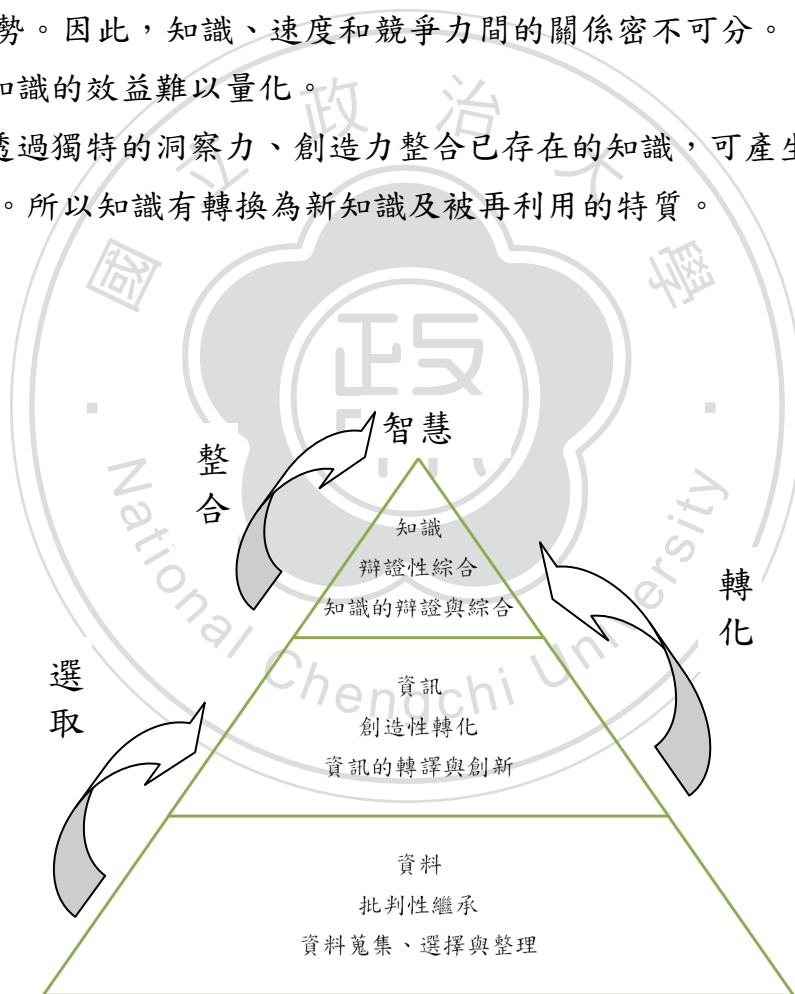 勢。因此，知識、速度和競爭力間的關係密不可分。
知識的效益難以量化。
透過獨特的洞察力、創造力整合已存在的知識，可產生
。所以知識有轉換為新知識及被再利用的特質。
國立政治大學
智慧
整合
知識
辯證性綜合
知識的辯證與綜合
轉化
選取
資訊
創造性轉化
資訊的轉譯與創新
資料
批判性繼承
資料蒐集、選擇與整理
National Chengchi University